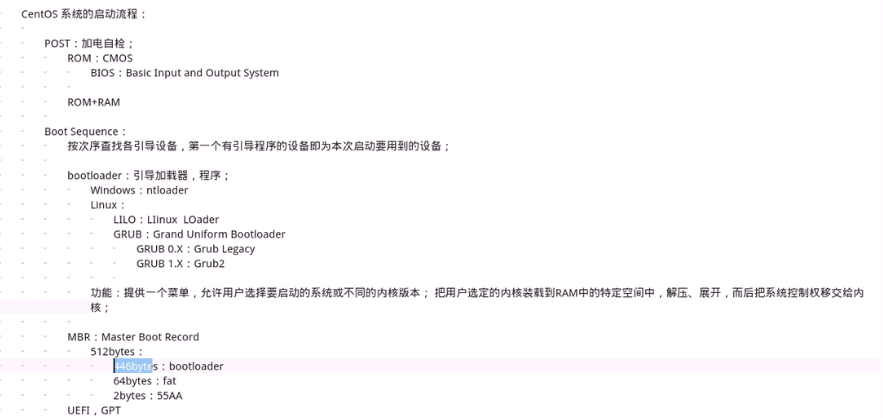 CentOS 系统的启动流程：
POST：加电自检；
ROM：CMOS
BIOS：Basic Input and Output System
ROM+RAM
Boot Sequence：
按次序查找各引导设备，第一个有引导程序的设备即为本次启动要用到的设备；
bootloader：引导加载器，程序；
Windows：ntloader
Linux：
LILO：LIinux  LOader
GRUB：Grand Uniform Bootloader
GRUB 0.X：Grub Legacy
GRUB 1.X：Grub2
功能：提供一个菜单，允许用户选择要启动的系统或不同的内核版本；把用户选定的内核装载到RAM中的特定空间中，解压、展开，而后把系统控制权移交给内
核；
MBR：Master Boot Record
512bytes：
446bytes：bootloader
64bytes：fat
2bytes：55AA
UEFI，GPT